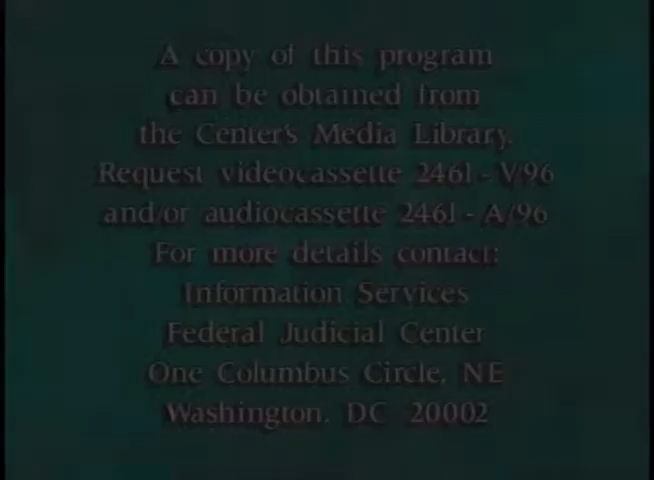 A copy of this program
can be obtained from
the Center's Media Library.
Request videocassette 2461 - V/96
and/or audiocassette 2461 - A/96
For more details contact:
Information Services
Federal Judicial Center
One Columbus Circle, NE
Washington, DC 20002